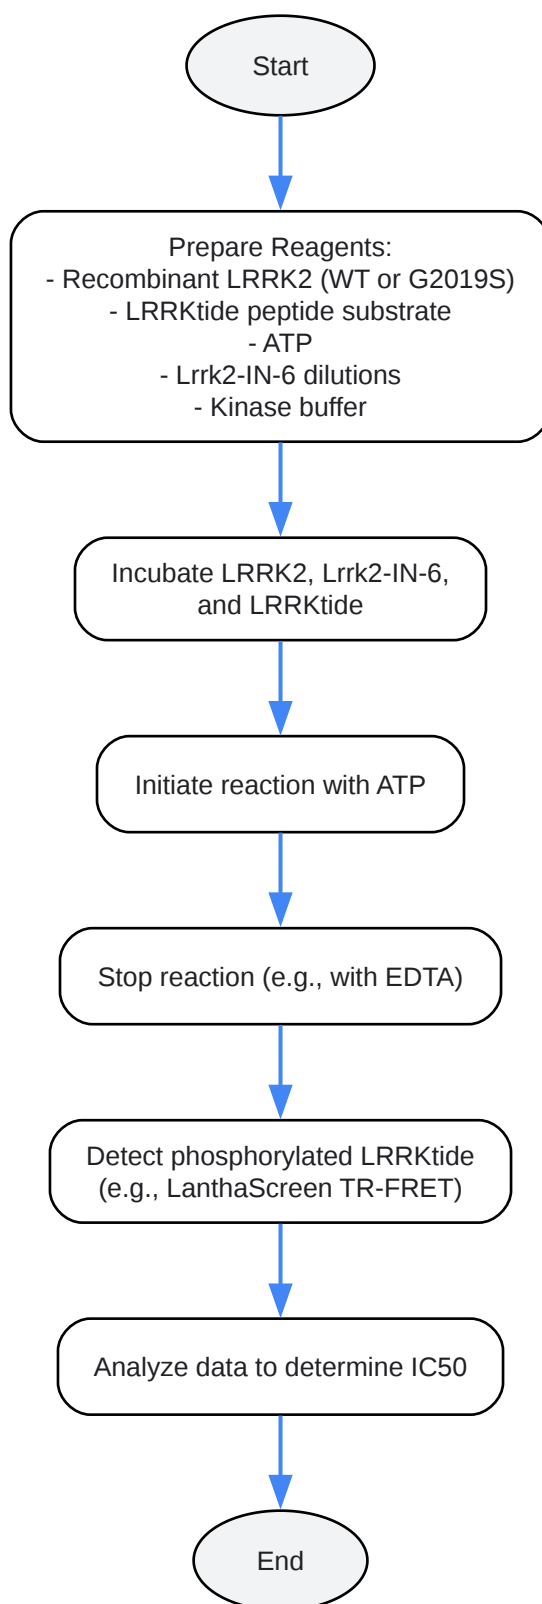 Start
Prepare Reagents:
- Recombinant LRRK2 (WT or G2019S)
- LRRKtide peptide substrate
- ATP
- Lrrk2-IN-6 dilutions
- Kinase buffer
Incubate LRRK2, Lrrk2-IN-6,
and LRRKtide
Initiate reaction with ATP
Stop reaction (e.g., with EDTA)
Detect phosphorylated LRRKtide
(e.g., LanthaScreen TR-FRET)
Analyze data to determine IC50
End